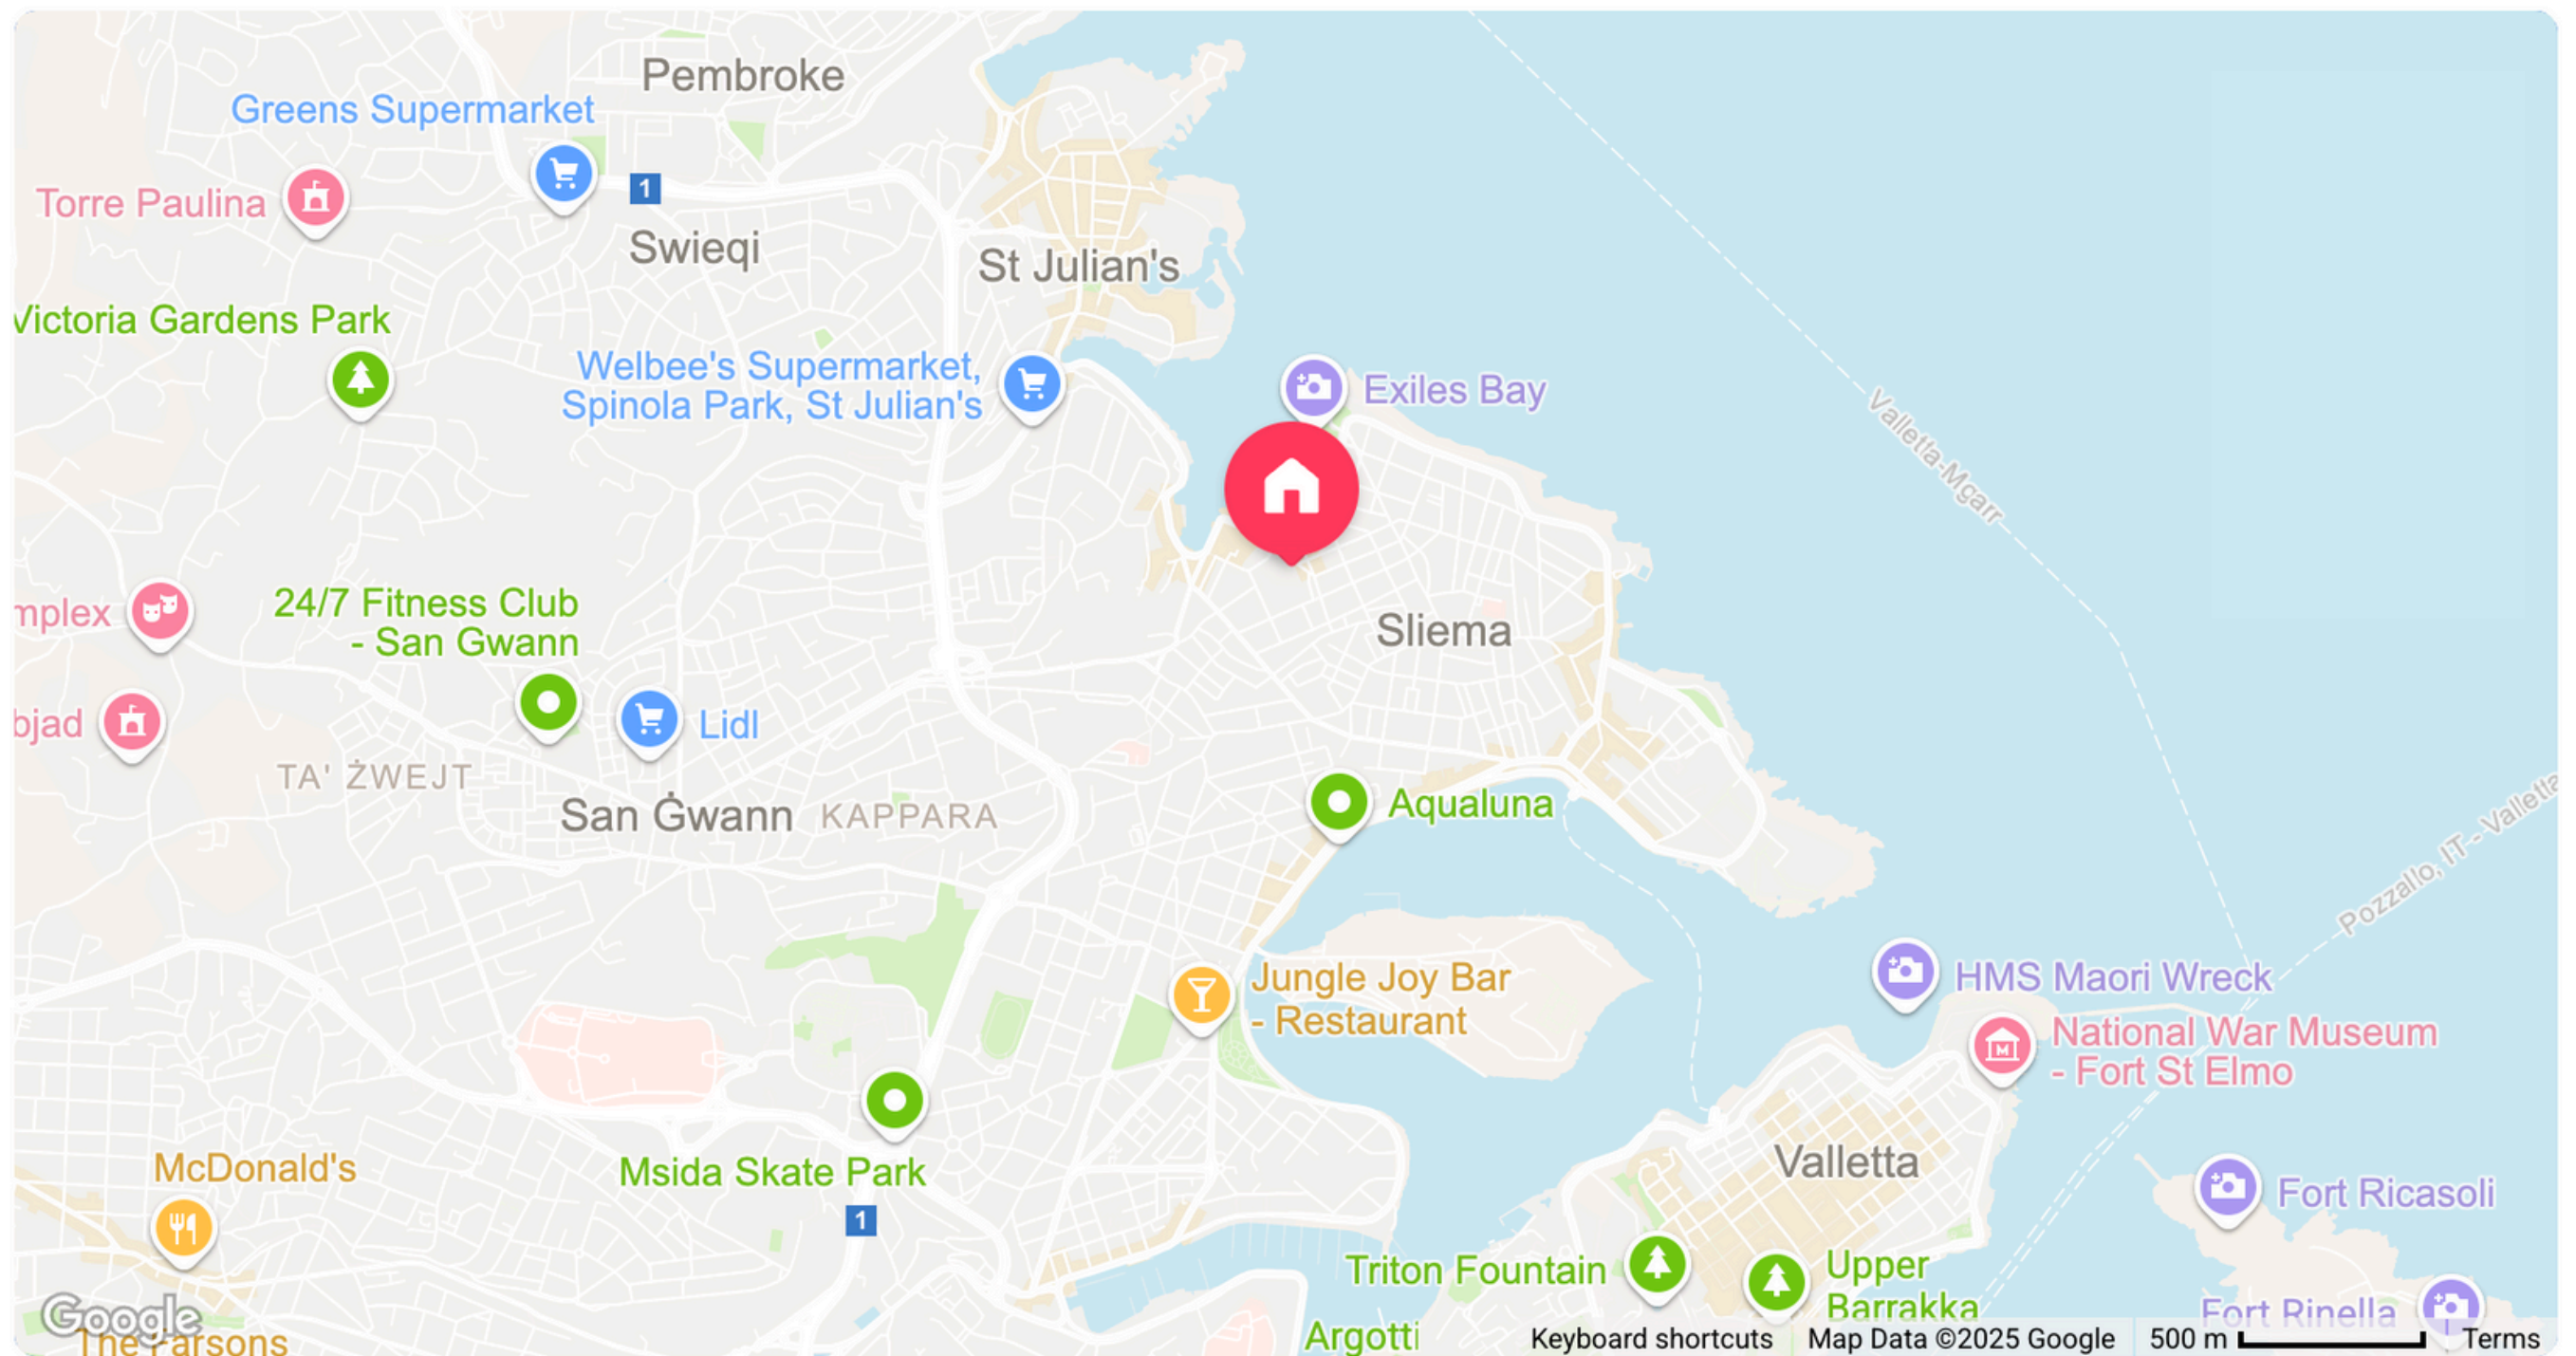 Pembroke
Greens Supermarket
1
Torre Paulina
Swieqi
St Julian's
Victoria Gardens Park
Welbee's Supermarket,
Spinola Park, St Julian's
Exiles Bay
Valletta-Mgarr
24/7 Fitness Club
- San Gwann
mplex
Sliema
bjad
Lidl
TA' ŻWEJT
San Ġwann
KAPPARA
Aqualuna
Pozzallo, IT - Valletta
Jungle Joy Bar
- Restaurant
HMS Maori Wreck
National War Museum
- Fort St Elmo
McDonald's
Msida Skate Park
Valletta
Fort Ricasoli
1
Triton Fountain
Upper
Barrakka
Fort Rinella
Google
The Farsons
Argotti
Keyboard shortcuts
Map Data ©2025 Google
500 m
Terms